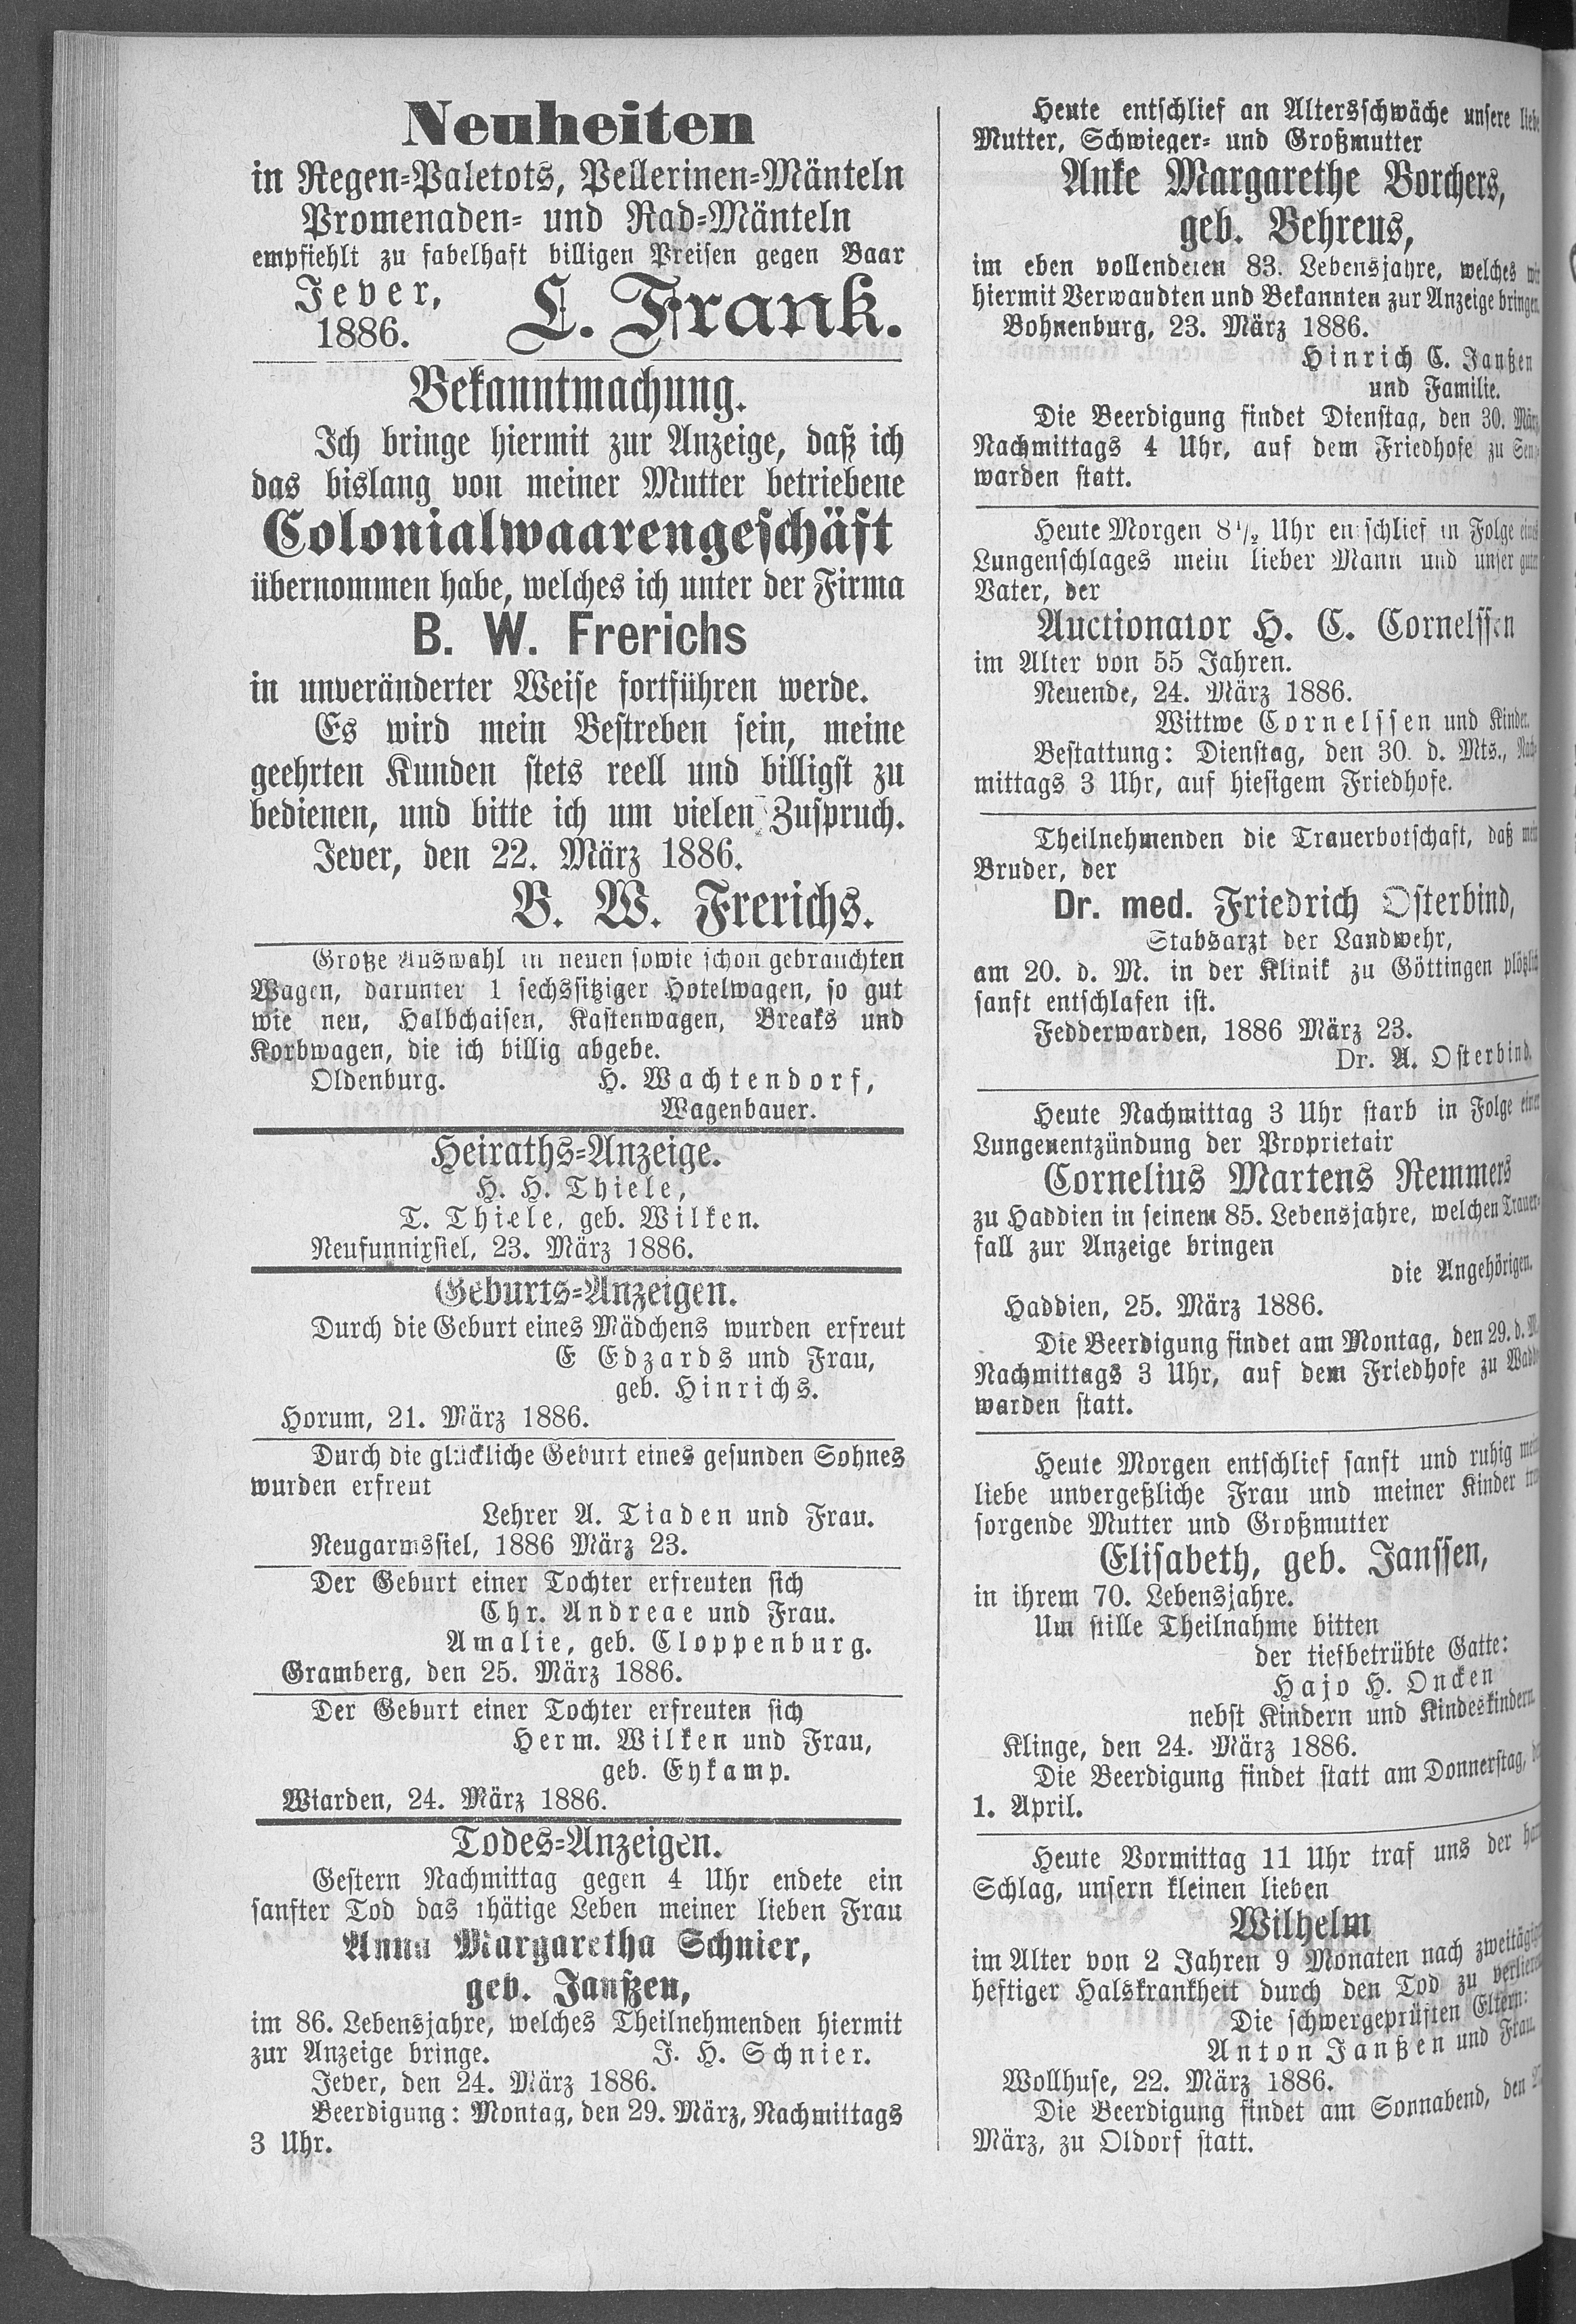 Neuheiten
in Regen-Paletots, Pellerinen-Mänteln
Promenaden- und Rad-Mänteln
empfiehlt zu fabelhaft billigen Preisen gegen Baar
Jever,
1886.
L. Frank.
Bekanntmachung.
Ich bringe hiermit zur Anzeige, daß ich
das bislang von meiner Mutter betriebene
Colonialwaarengeschäft
übernommen habe, welches ich unter der Firma
B. W. Frerichs
in unveränderter Weise fortführen werde.
Es wird mein Bestreben sein, meine
geehrten Kunden stets reell und billigst zu
bedienen, und bitte ich um vielen Zuspruch.
Jever, den 22. März 1886.
B. W. Frerichs.
Große Auswahl in neuen sowie schon gebrauchten
Wagen, darunter 1 sechssitziger Hotelwagen, so gut
wie neu, Halbchaisen, Kastenwagen, Breaks und
Korbwagen, die ich billig abgebe.
Oldenburg. H. Wachtendorf,
Wagenbauer.
Heiraths-Anzeige.
H. H. Thiele,
T. Thiele, geb. Wilken.
Neufunnixsiel, 23. März 1886.
Geburts-Anzeigen.
Durch die Geburt eines Mädchens wurden erfreut
E Edzards und Frau,
geb. Hinrichs.
Horum, 21. März 1886.
Durch die glückliche Geburt eines gesunden Sohnes
wurden erfreut
Lehrer A. Tiaden und Frau.
Neugarmssiel, 1886 März 23.
Der Geburt einer Tochter erfreuten sich
Chr. Andreae und Frau.
Amalie, geb. Cloppenburg.
Gramberg, den 25. März 1886.
Der Geburt einer Tochter erfreuten sich
Herm. Wilken und Frau,
geb. Eykamp.
Wiarden, 24. März 1886.
Todes-Anzeigen.
Gestern Nachmittag gegen 4 Uhr endete ein
sanfter Tod das thätige Leben meiner lieben Frau
Anna Margaretha Schnier,
geb. Janßen,
im 86. Lebensjahre, welches Theilnehmenden hiermit
zur Anzeige bringe. J. H. Schnier.
Jever, den 24. März 1886.
Beerdigung: Montag, den 29. März, Nachmittags
3 Uhr.
Heute entschlief an Altersschwäche unsere liebe
Mutter, Schwieger- und Großmutter
Anke Margarethe Borchers,
geb. Behrens,
im eben vollendeten 83. Lebensjahre, welches wir
hiermit Verwandten und Bekannten zur Anzeige bringen.
Bohnenburg, 23. März 1886.
Hinrich C. Janßen
und Familie.
Die Beerdigung findet Dienstag, den 30. März,
Nachmittags 4 Uhr, auf dem Friedhofe zu Seng-
warden statt.
Heute Morgen 8 1/2 Uhr entschlief in Folge eines
Lungenschlages mein lieber Mann und unser guter
Vater, der
Auctionator H. C. Cornelssen
im Alter von 55 Jahren.
Neuende, 24. März 1886.
Wittwe Cornelssen und Kinder.
Bestattung: Dienstag, den 30. d. Mts., Nach-
mittags 3 Uhr, auf hiesigem Friedhofe.
Theilnehmenden die Trauerbotschaft, daß mein
Bruder, der
Dr. med. Friedrich Osterbind,
Stabsarzt der Landwehr,
am 20. d. M. in der Klinik zu Göttingen plötzlich
sanft entschlafen ist.
Fedderwarden, 1886 März 23.
Dr. A. Osterbind.
Heute Nachmittag 3 Uhr starb in Folge einer
Lungenentzündung der Proprietair
Cornelius Martens Remmers
zu Haddien in seinem 85. Lebensjahre, welchen Trauer-
fall zur Anzeige bringen
die Angehörigen.
Haddien, 25. März 1886.
Die Beerdigung findet am Montag, den 29. d. M.
Nachmittags 3 Uhr, auf dem Friedhofe zu
warden statt.
Heute Morgen entschlief sanft und ruhig meine
liebe unvergeßliche Frau und meiner Kinder
sorgende Mutter und Großmutter
Elisabeth, geb. Janssen,
in ihrem 70. Lebensjahre.
Um stille Theilnahme bitten
der tiefbetrübte Gatte:
Hajo H. Oncken
nebst Kindern und Kindeskindern.
Klinge, den 24. März 1886.
Die Beerdigung findet statt am Donnerstag, den
1. April.
Heute Vormittag 11 Uhr traf uns der
Schlag, unsern kleinen lieben
Wilhelm
im Alter von 2 Jahren 9 Monaten nach zweitägiger
heftiger Halskrankheit durch den Tod zu verlieren.
Die schwergeprüften Eltern:
Anton Janßen und Frau.
Wollhuse, 22. März 1886.
Die Beerdigung findet am Sonnabend, den
März, zu Oldorf statt.